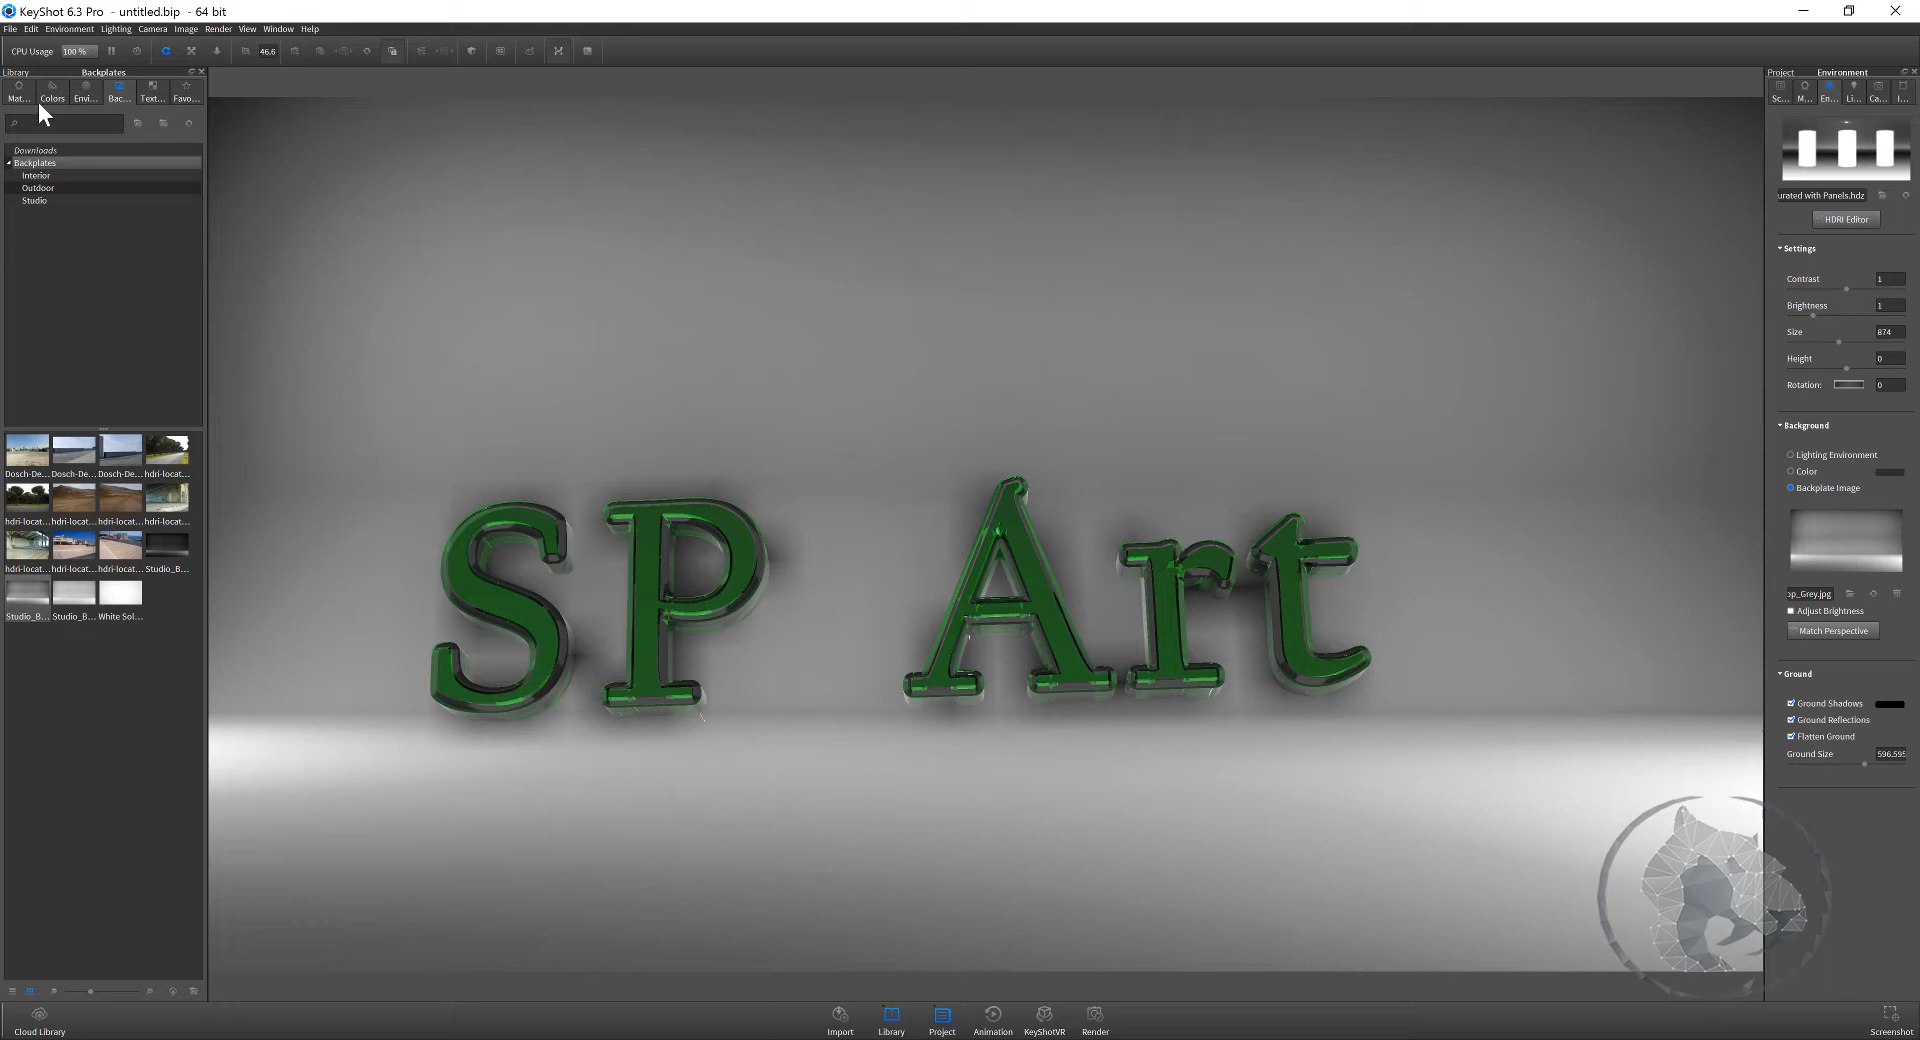 KeyShot 6.3 Pro - untitled.bip - 64 bit
File Edit Environment Lighting Camera Image Render View Window Help
CPU Usage 100 % 46.6
Library Backplates
Mat... Colors Envi... Bac... Text... Favo...
Downloads
Backplates
Interior
Outdoor
Studio
Dosch-De... Dosch-De... Dosch-De... hdri-locat...
hdri-locat... hdri-locat... hdri-locat... hdri-locat...
hdri-locat... hdri-locat... hdri-locat... Studio_B...
Studio_B... Studio_B... White Sol...
SP Art
Project Environment
Sc... M... En... Li... Ca... I...
urated with Panels.hdz
HDRI Editor
Settings
Contrast 1
Brightness 1
Size 874
Height 0
Rotation: 0
Background
Lighting Environment
Color
Backplate Image
op_Grey.jpg
Adjust Brightness
Match Perspective
Ground
Ground Shadows
Ground Reflections
Flatten Ground
Ground Size 596.595
Cloud Library Import Library Project Animation KeyShotVR Render Screenshot